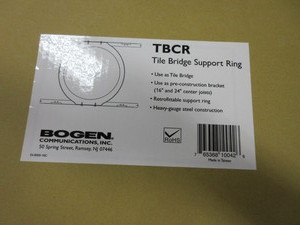 TBCR
Tile Bridge Support Ring
• Use as Tile Bridge
• Use as pre-construction bracket
(16" and 24" center joists)
• Retrofittable support ring
• Heavy-gauge steel construction
BOGEN
COMMUNICATIONS, INC.
50 Spring Street, Ramsey, NJ 07446
RoHS
Made in Taiwan